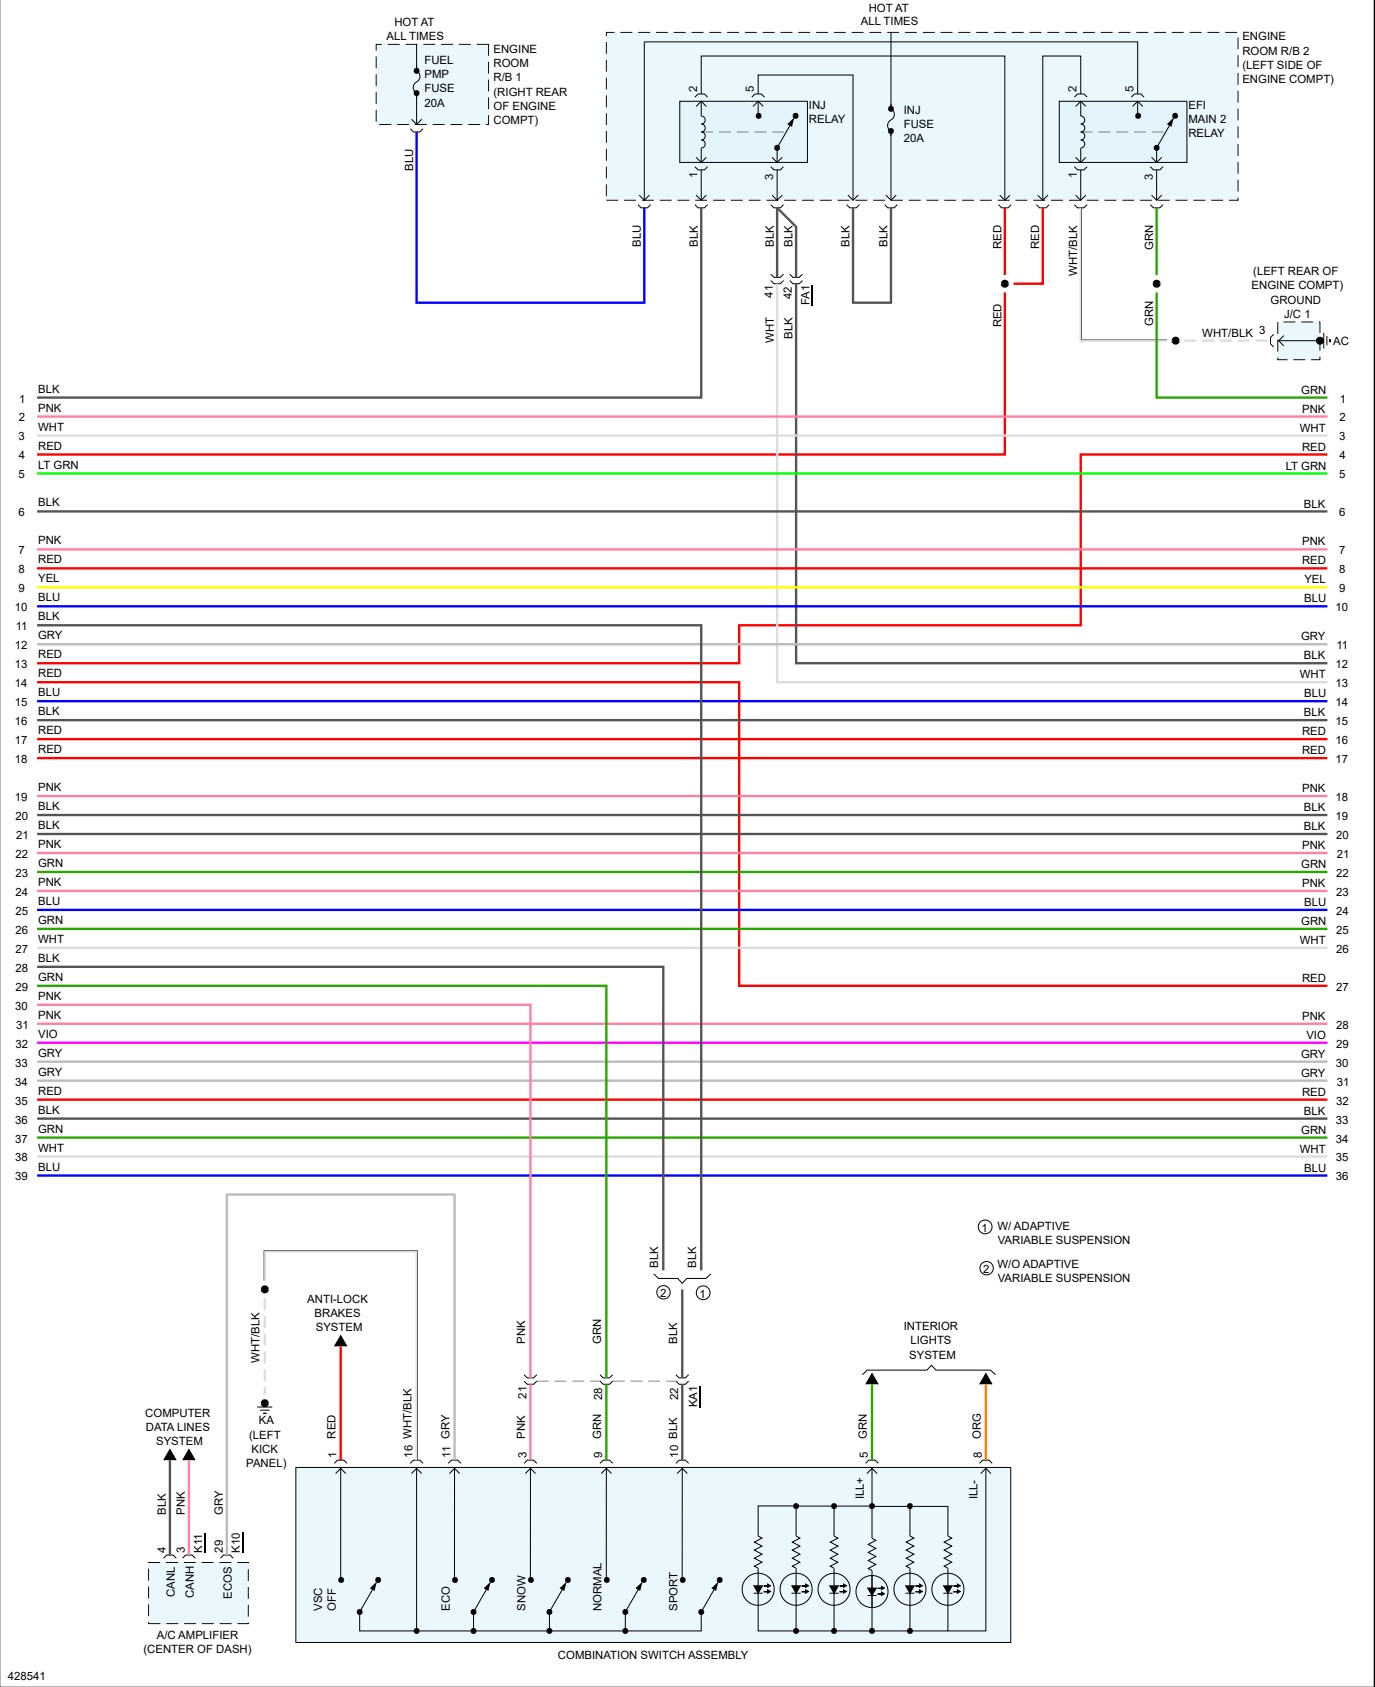 HOT AT
ALL TIMES
FUEL
PMP
FUSE
20A
ENGINE
ROOM
R/B 1
(RIGHT REAR
OF ENGINE
COMPT)
BLU
HOT AT
ALL TIMES
ENGINE
ROOM R/B 2
(LEFT SIDE OF
ENGINE COMPT)
2
5
INJ
RELAY
1
3
INJ
FUSE
20A
2
5
EFI
MAIN 2
RELAY
1
3
BLU
BLK
BLK
BLK
BLK
BLK
RED
RED
WHT/BLK
GRN
41
42
FA1
WHT
BLK
RED
GRN
(LEFT REAR OF
ENGINE COMPT)
GROUND
J/C 1
WHT/BLK
3
AC
1 BLK
2 PNK
3 WHT
4 RED
5 LT GRN
6 BLK
7 PNK
8 RED
9 YEL
10 BLU
11 BLK
12 GRY
13 RED
14 RED
15 BLU
16 BLK
17 RED
18 RED
19 PNK
20 BLK
21 BLK
22 PNK
23 GRN
24 PNK
25 BLU
26 GRN
27 WHT
28 BLK
29 GRN
30 PNK
31 PNK
32 VIO
33 GRY
34 GRY
35 RED
36 BLK
37 GRN
38 WHT
39 BLU
GRN 1
PNK 2
WHT 3
RED 4
LT GRN 5
BLK 6
PNK 7
RED 8
YEL 9
BLU 10
GRY 11
BLK 12
WHT 13
BLU 14
BLK 15
RED 16
RED 17
PNK 18
BLK 19
BLK 20
PNK 21
GRN 22
PNK 23
BLU 24
GRN 25
WHT 26
RED 27
PNK 28
VIO 29
GRY 30
GRY 31
RED 32
BLK 33
GRN 34
WHT 35
BLU 36
1 W/ ADAPTIVE
VARIABLE SUSPENSION
2 W/O ADAPTIVE
VARIABLE SUSPENSION
BLK
BLK
2
1
WHT/BLK
KA
(LEFT
KICK
PANEL)
ANTI-LOCK
BRAKES
SYSTEM
PNK
GRN
BLK
21
28
22
KA1
INTERIOR
LIGHTS
SYSTEM
RED
WHT/BLK
GRY
PNK
GRN
BLK
GRN
ORG
1
16
11
3
9
10
5
8
COMPUTER
DATA LINES
SYSTEM
BLK
PNK
GRY
4
3
K11
29
K10
CANL
CANH
ECOS
A/C AMPLIFIER
(CENTER OF DASH)
VSC
OFF
ECO
SNOW
NORMAL
SPORT
ILL+
ILL-
COMBINATION SWITCH ASSEMBLY
428541